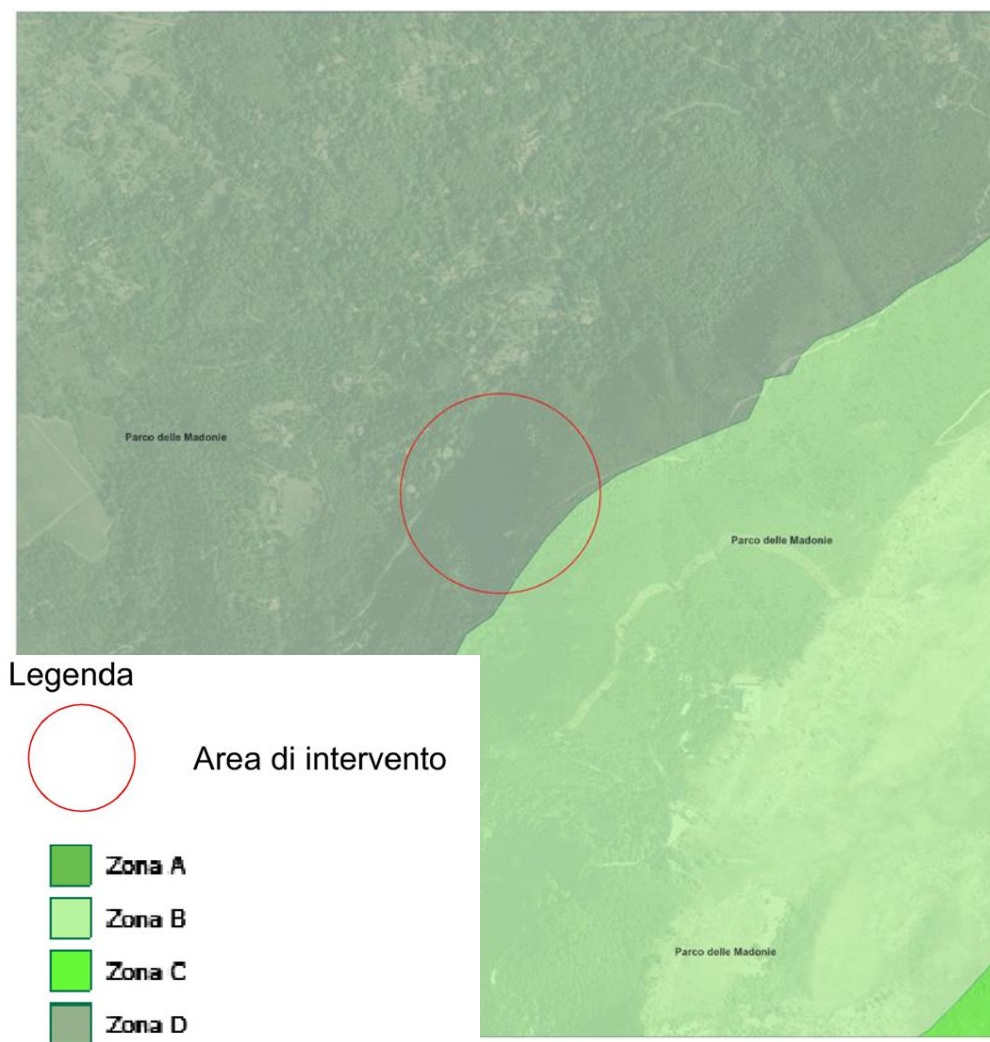 Parco delle Madonie
Parco delle Madonie
Legenda
Area di intervento
Zona A
Zona B
Zona C
Zona D
Parco delle Madonie